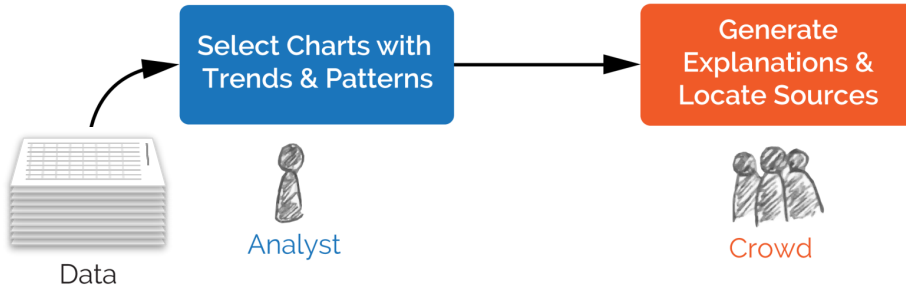 Select Charts with
Trends & Patterns
Generate
Explanations &
Locate Sources
Data
Analyst
Crowd